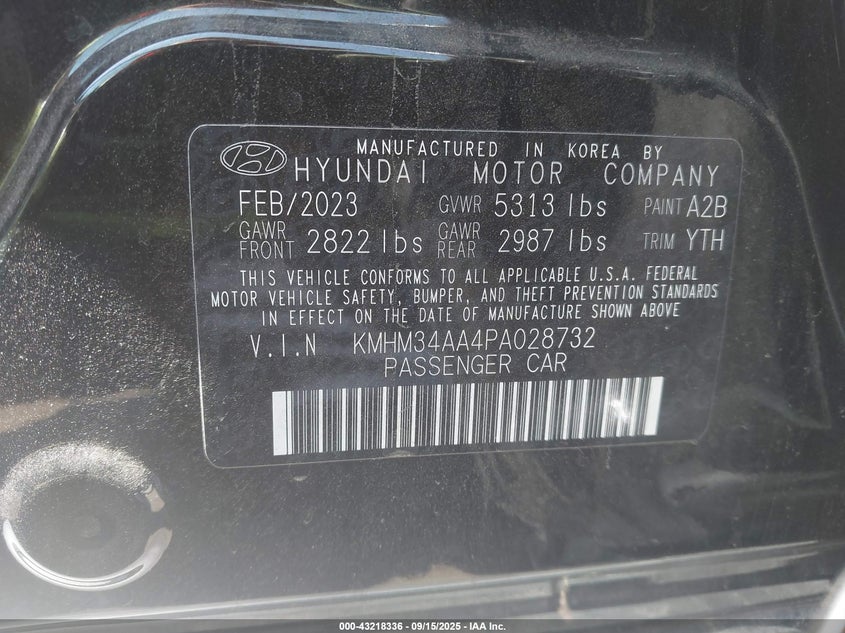 MANUFACTURED IN KOREA BY
HYUNDAI MOTOR COMPANY
FEB/2023 GVWR 5313 lbs PAINT A2B
GAWR FRONT 2822 lbs GAWR REAR 2987 lbs TRIM YTH
THIS VEHICLE CONFORMS TO ALL APPLICABLE U.S.A. FEDERAL
MOTOR VEHICLE SAFETY, BUMPER, AND THEFT PREVENTION STANDARDS
IN EFFECT ON THE DATE OF MANUFACTURE SHOWN ABOVE
V.I.N KMHM34AA4PA028732
PASSENGER CAR
000-43218336 - 09/15/2025 - IAA Inc.